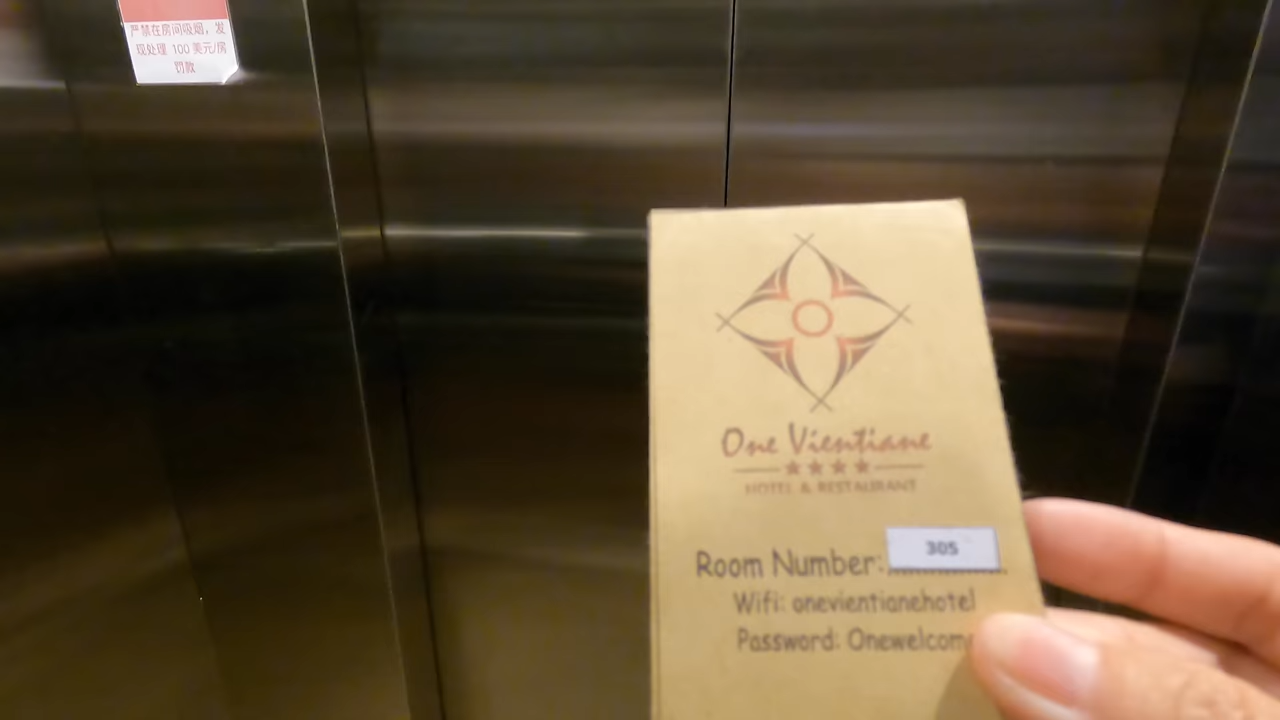 严禁在房间吸烟，发
现处理 100 美元/房
罚款
One Vientiane
HOTEL & RESTAURANT
Room Number: 305
Wifi: onevientianehotel
Password: Onewelcome